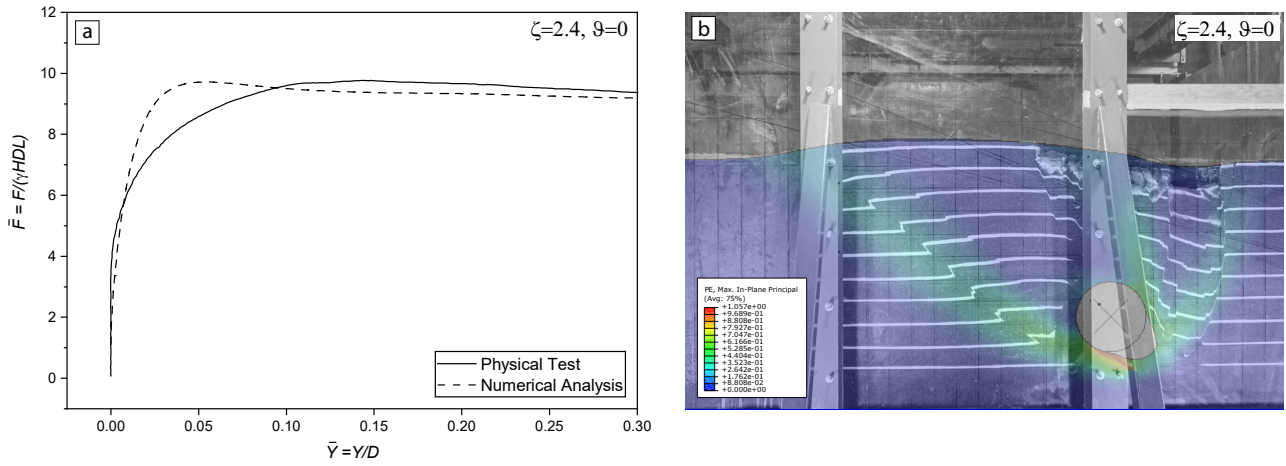 a
ζ=2.4, ϑ=0
12
10
8
6
4
2
0
F̄ = F/(γHDL)
Physical Test
Numerical Analysis
0.00 0.05 0.10 0.15 0.20 0.25 0.30
Ȳ =Y/D
b
ζ=2.4, ϑ=0
PE, Max. In-Plane Principal
(Avg: 75%)
+1.057e+00
+9.689e-01
+8.808e-01
+7.927e-01
+7.047e-01
+6.166e-01
+5.285e-01
+4.404e-01
+3.523e-01
+2.642e-01
+1.762e-01
+8.808e-02
+0.000e+00